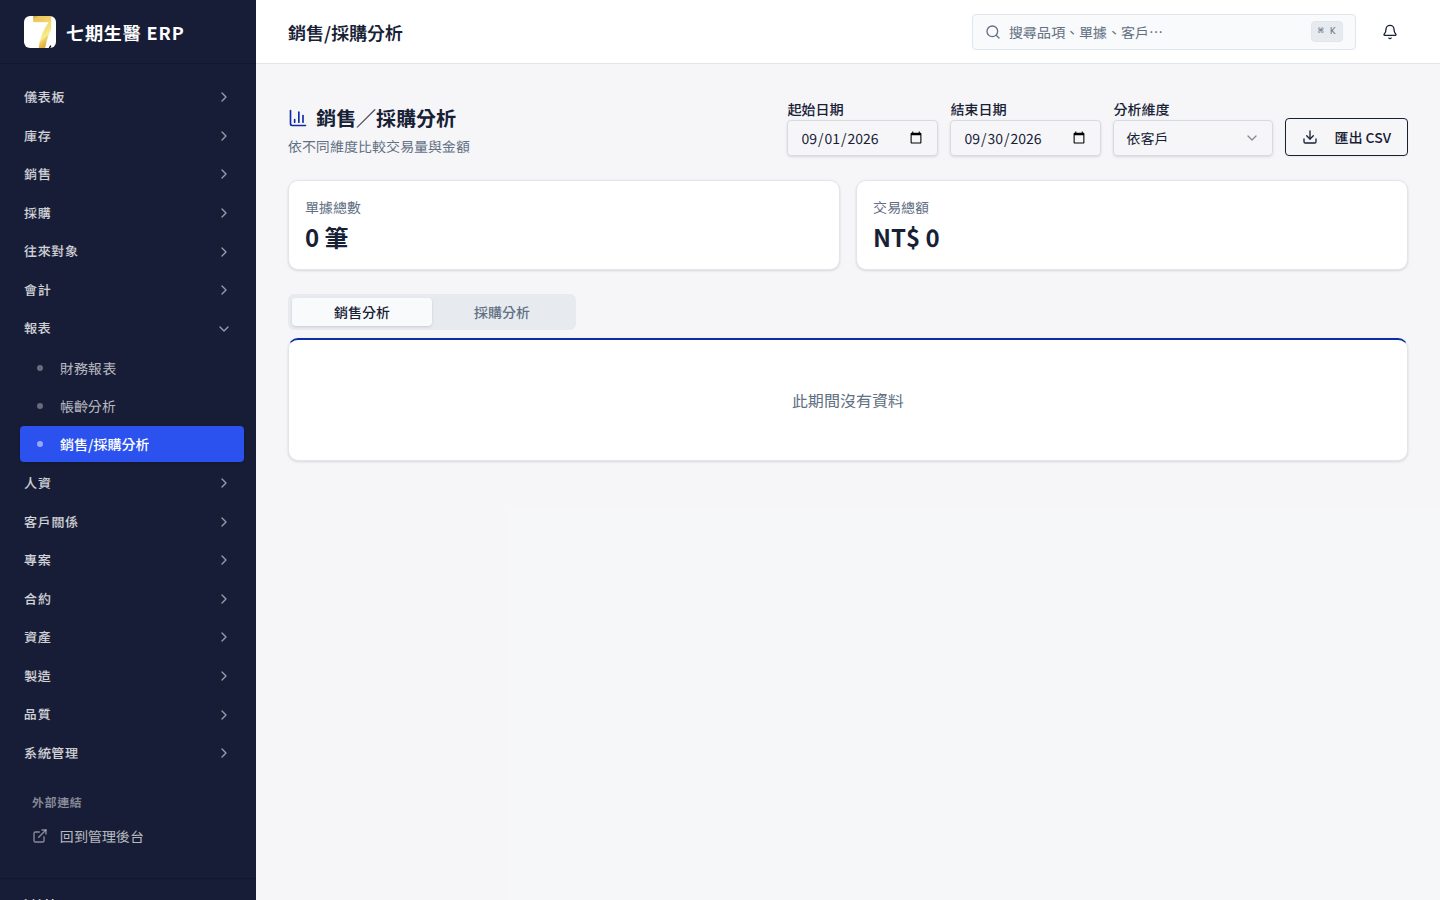 七期生醫 ERP
儀表板
庫存
銷售
採購
往來對象
會計
報表
財務報表
帳齡分析
銷售/採購分析
人資
客戶關係
專案
合約
資產
製造
品質
系統管理
外部連結
回到管理後台
銷售/採購分析
搜尋品項、單據、客戶…
⌘ K
銷售／採購分析
依不同維度比較交易量與金額
起始日期
09/01/2026
結束日期
09/30/2026
分析維度
依客戶
匯出 CSV
單據總數
0 筆
交易總額
NT$ 0
銷售分析
採購分析
此期間沒有資料